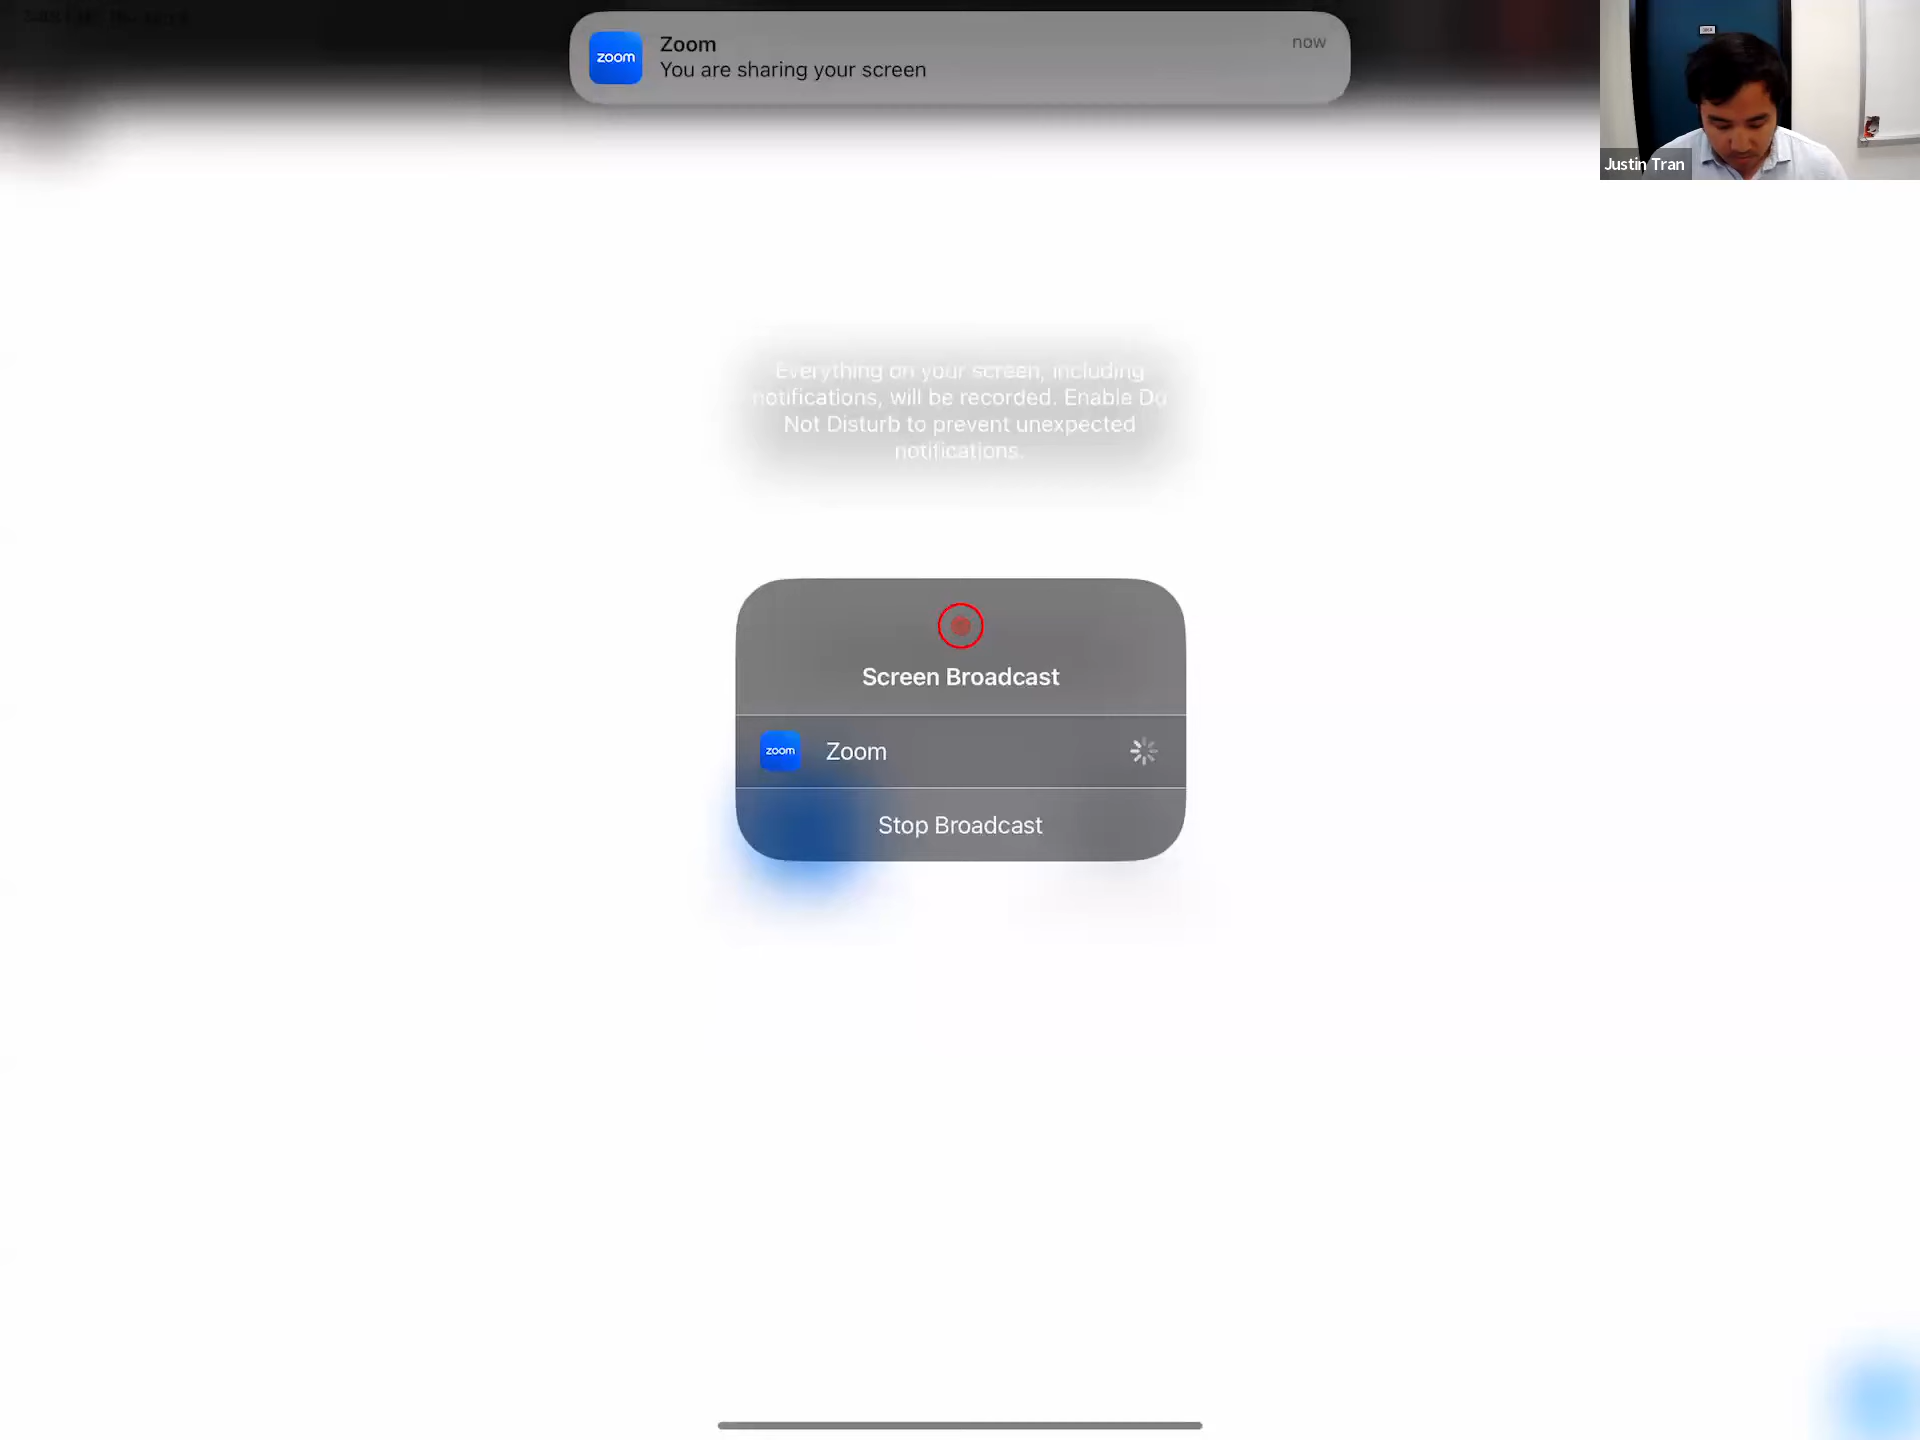 Zoom
now
You are sharing your screen
zoom
Justin Tran
Everything on your screen, including
notifications, will be recorded. Enable Do
Not Disturb to prevent unexpected
notifications.
Screen Broadcast
zoom
Zoom
Stop Broadcast